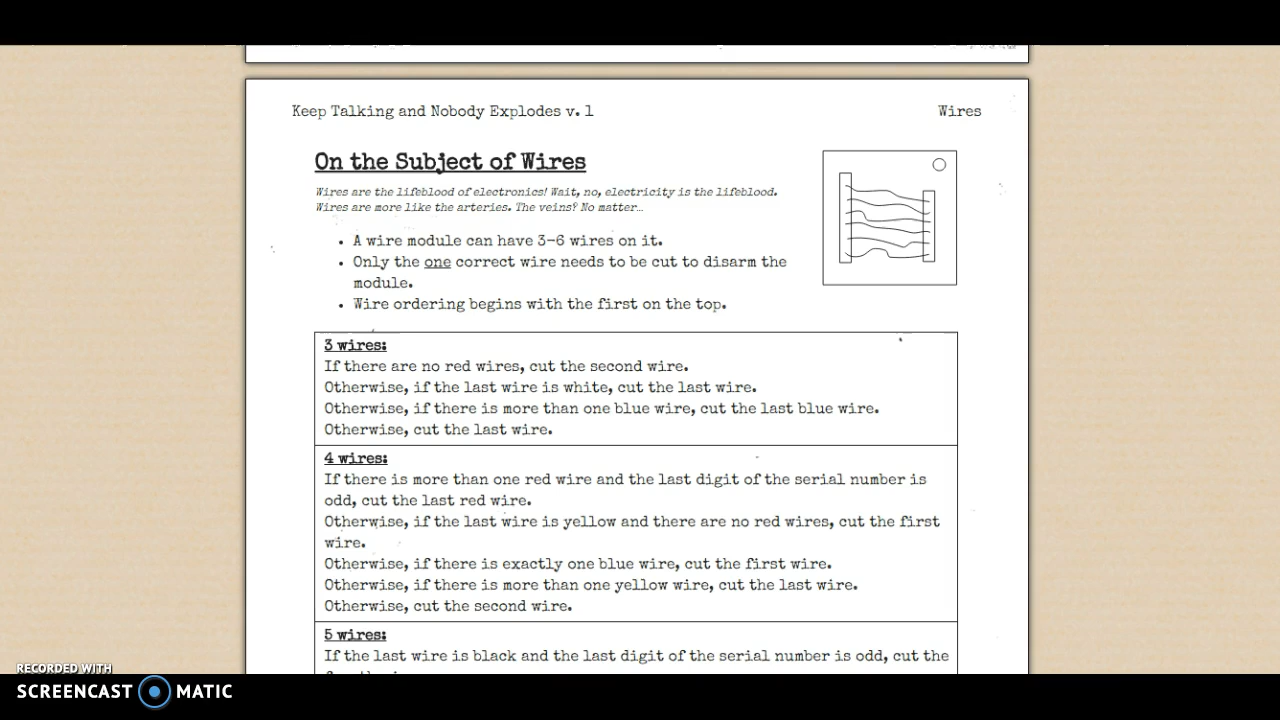 Keep Talking and Nobody Explodes v. 1
Wires
On the Subject of Wires
Wires are the lifeblood of electronics! Wait, no, electricity is the lifeblood.
Wires are more like the arteries. The veins? No matter…
• A wire module can have 3-6 wires on it.
• Only the one correct wire needs to be cut to disarm the
module.
• Wire ordering begins with the first on the top.
3 wires:
If there are no red wires, cut the second wire.
Otherwise, if the last wire is white, cut the last wire.
Otherwise, if there is more than one blue wire, cut the last blue wire.
Otherwise, cut the last wire.
4 wires:
If there is more than one red wire and the last digit of the serial number is
odd, cut the last red wire.
Otherwise, if the last wire is yellow and there are no red wires, cut the first
wire.
Otherwise, if there is exactly one blue wire, cut the first wire.
Otherwise, if there is more than one yellow wire, cut the last wire.
Otherwise, cut the second wire.
5 wires:
If the last wire is black and the last digit of the serial number is odd, cut the
RECORDED WITH
SCREENCAST MATIC